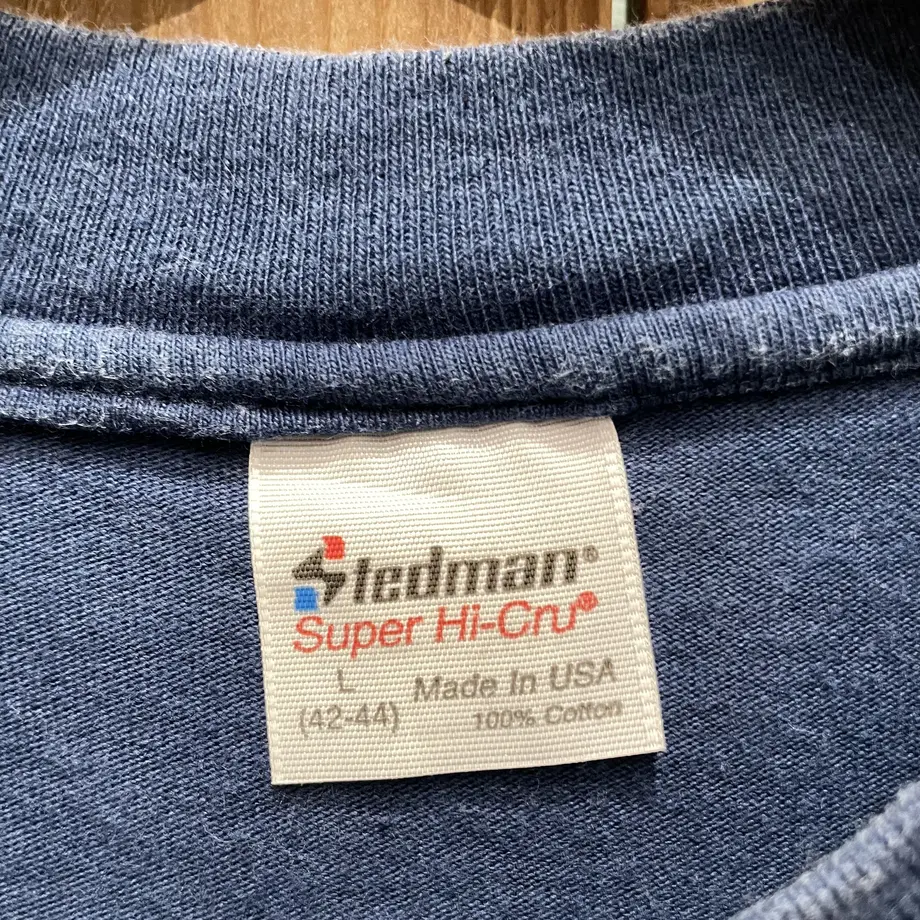 Stedman®
Super Hi-Cru®
L Made In USA
(42-44) 100% Cotton